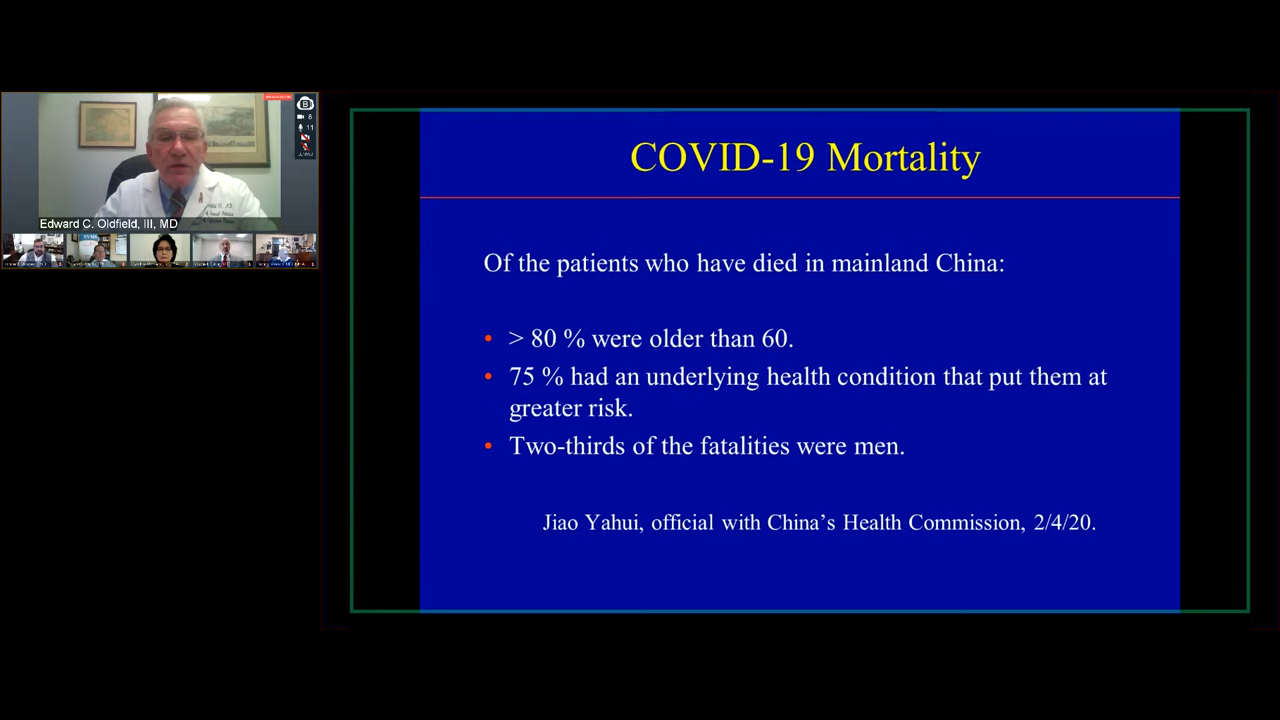 COVID-19 Mortality
Of the patients who have died in mainland China:
• > 80 % were older than 60.
• 75 % had an underlying health condition that put them at
greater risk.
• Two-thirds of the fatalities were men.
Jiao Yahui, official with China's Health Commission, 2/4/20.
B
8
11
Edward C. Oldfield, III, MD